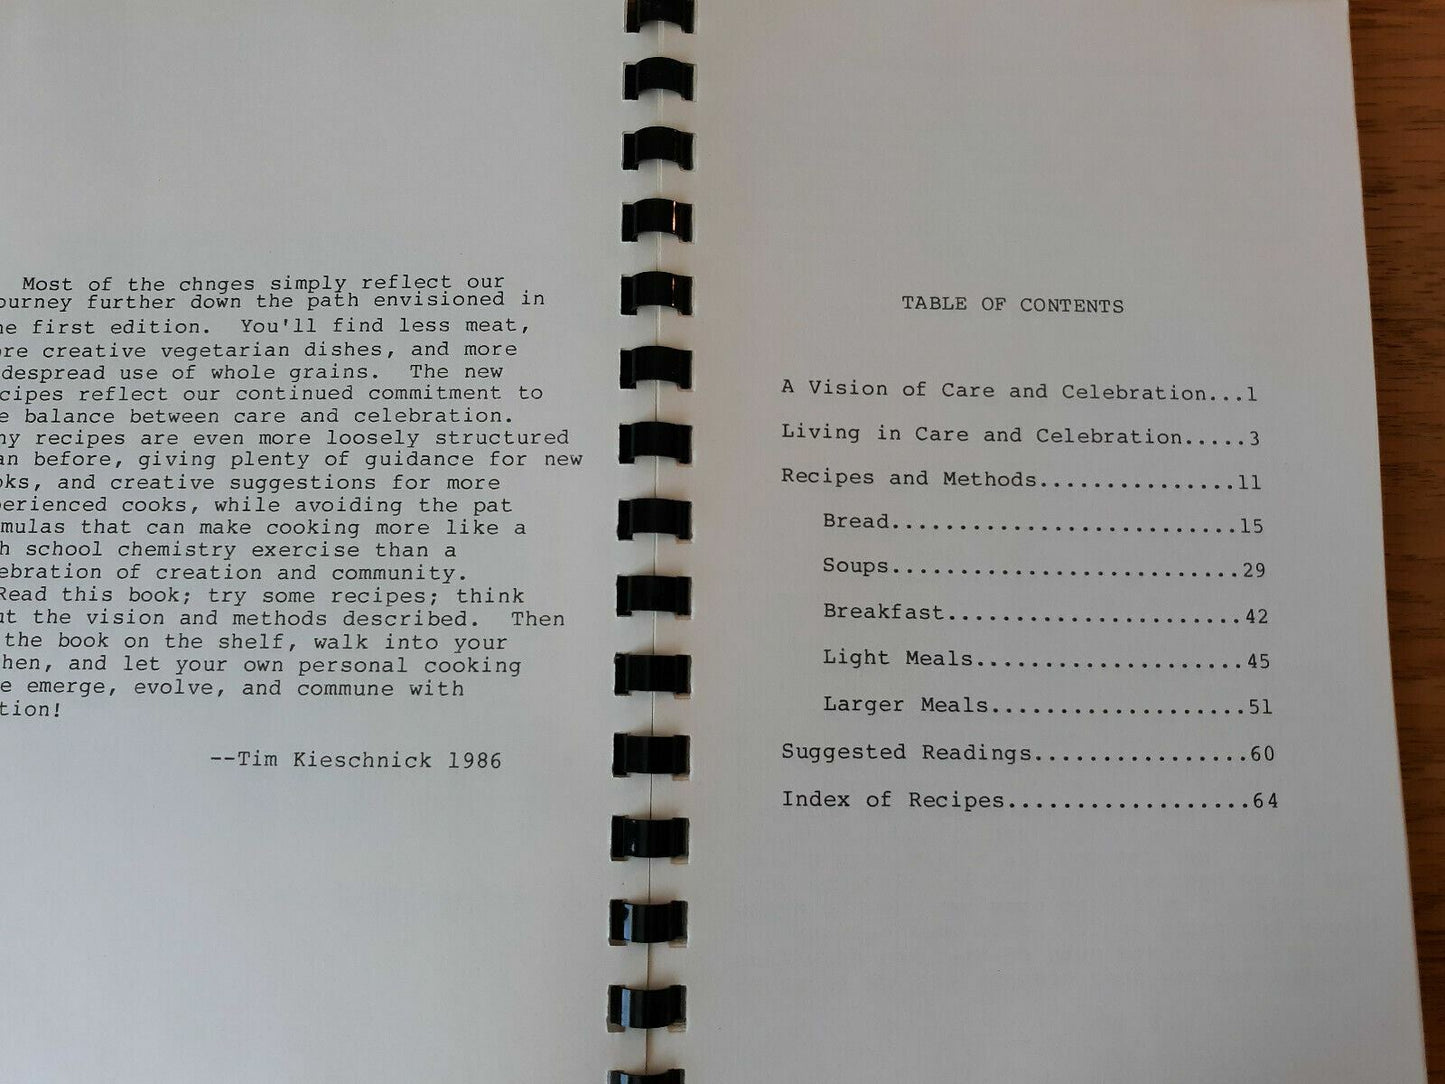 Most of the chnges simply reflect our
ourney further down the path envisioned in
he first edition. You'll find less meat,
ore creative vegetarian dishes, and more
despread use of whole grains. The new
cipes reflect our continued commitment to
e balance between care and celebration.
ny recipes are even more loosely structured
an before, giving plenty of guidance for new
oks, and creative suggestions for more
perienced cooks, while avoiding the pat
mulas that can make cooking more like a
h school chemistry exercise than a
ebration of creation and community.
Read this book; try some recipes; think
ut the vision and methods described. Then
the book on the shelf, walk into your
hen, and let your own personal cooking
e emerge, evolve, and commune with
tion!
--Tim Kieschnick 1986
TABLE OF CONTENTS
A Vision of Care and Celebration...1
Living in Care and Celebration.....3
Recipes and Methods...............11
Bread..........................15
Soups..........................29
Breakfast......................42
Light Meals....................45
Larger Meals...................51
Suggested Readings................60
Index of Recipes..................64